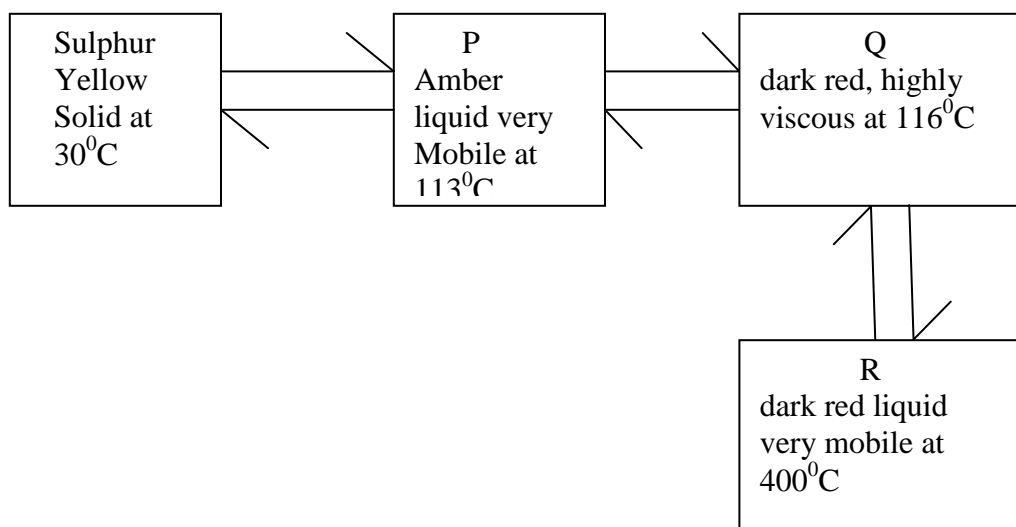 Sulphur
Yellow
Solid at
30⁰C
P
Amber
liquid very
Mobile at
113⁰C
Q
dark red, highly
viscous at 116⁰C
R
dark red liquid
very mobile at
400⁰C